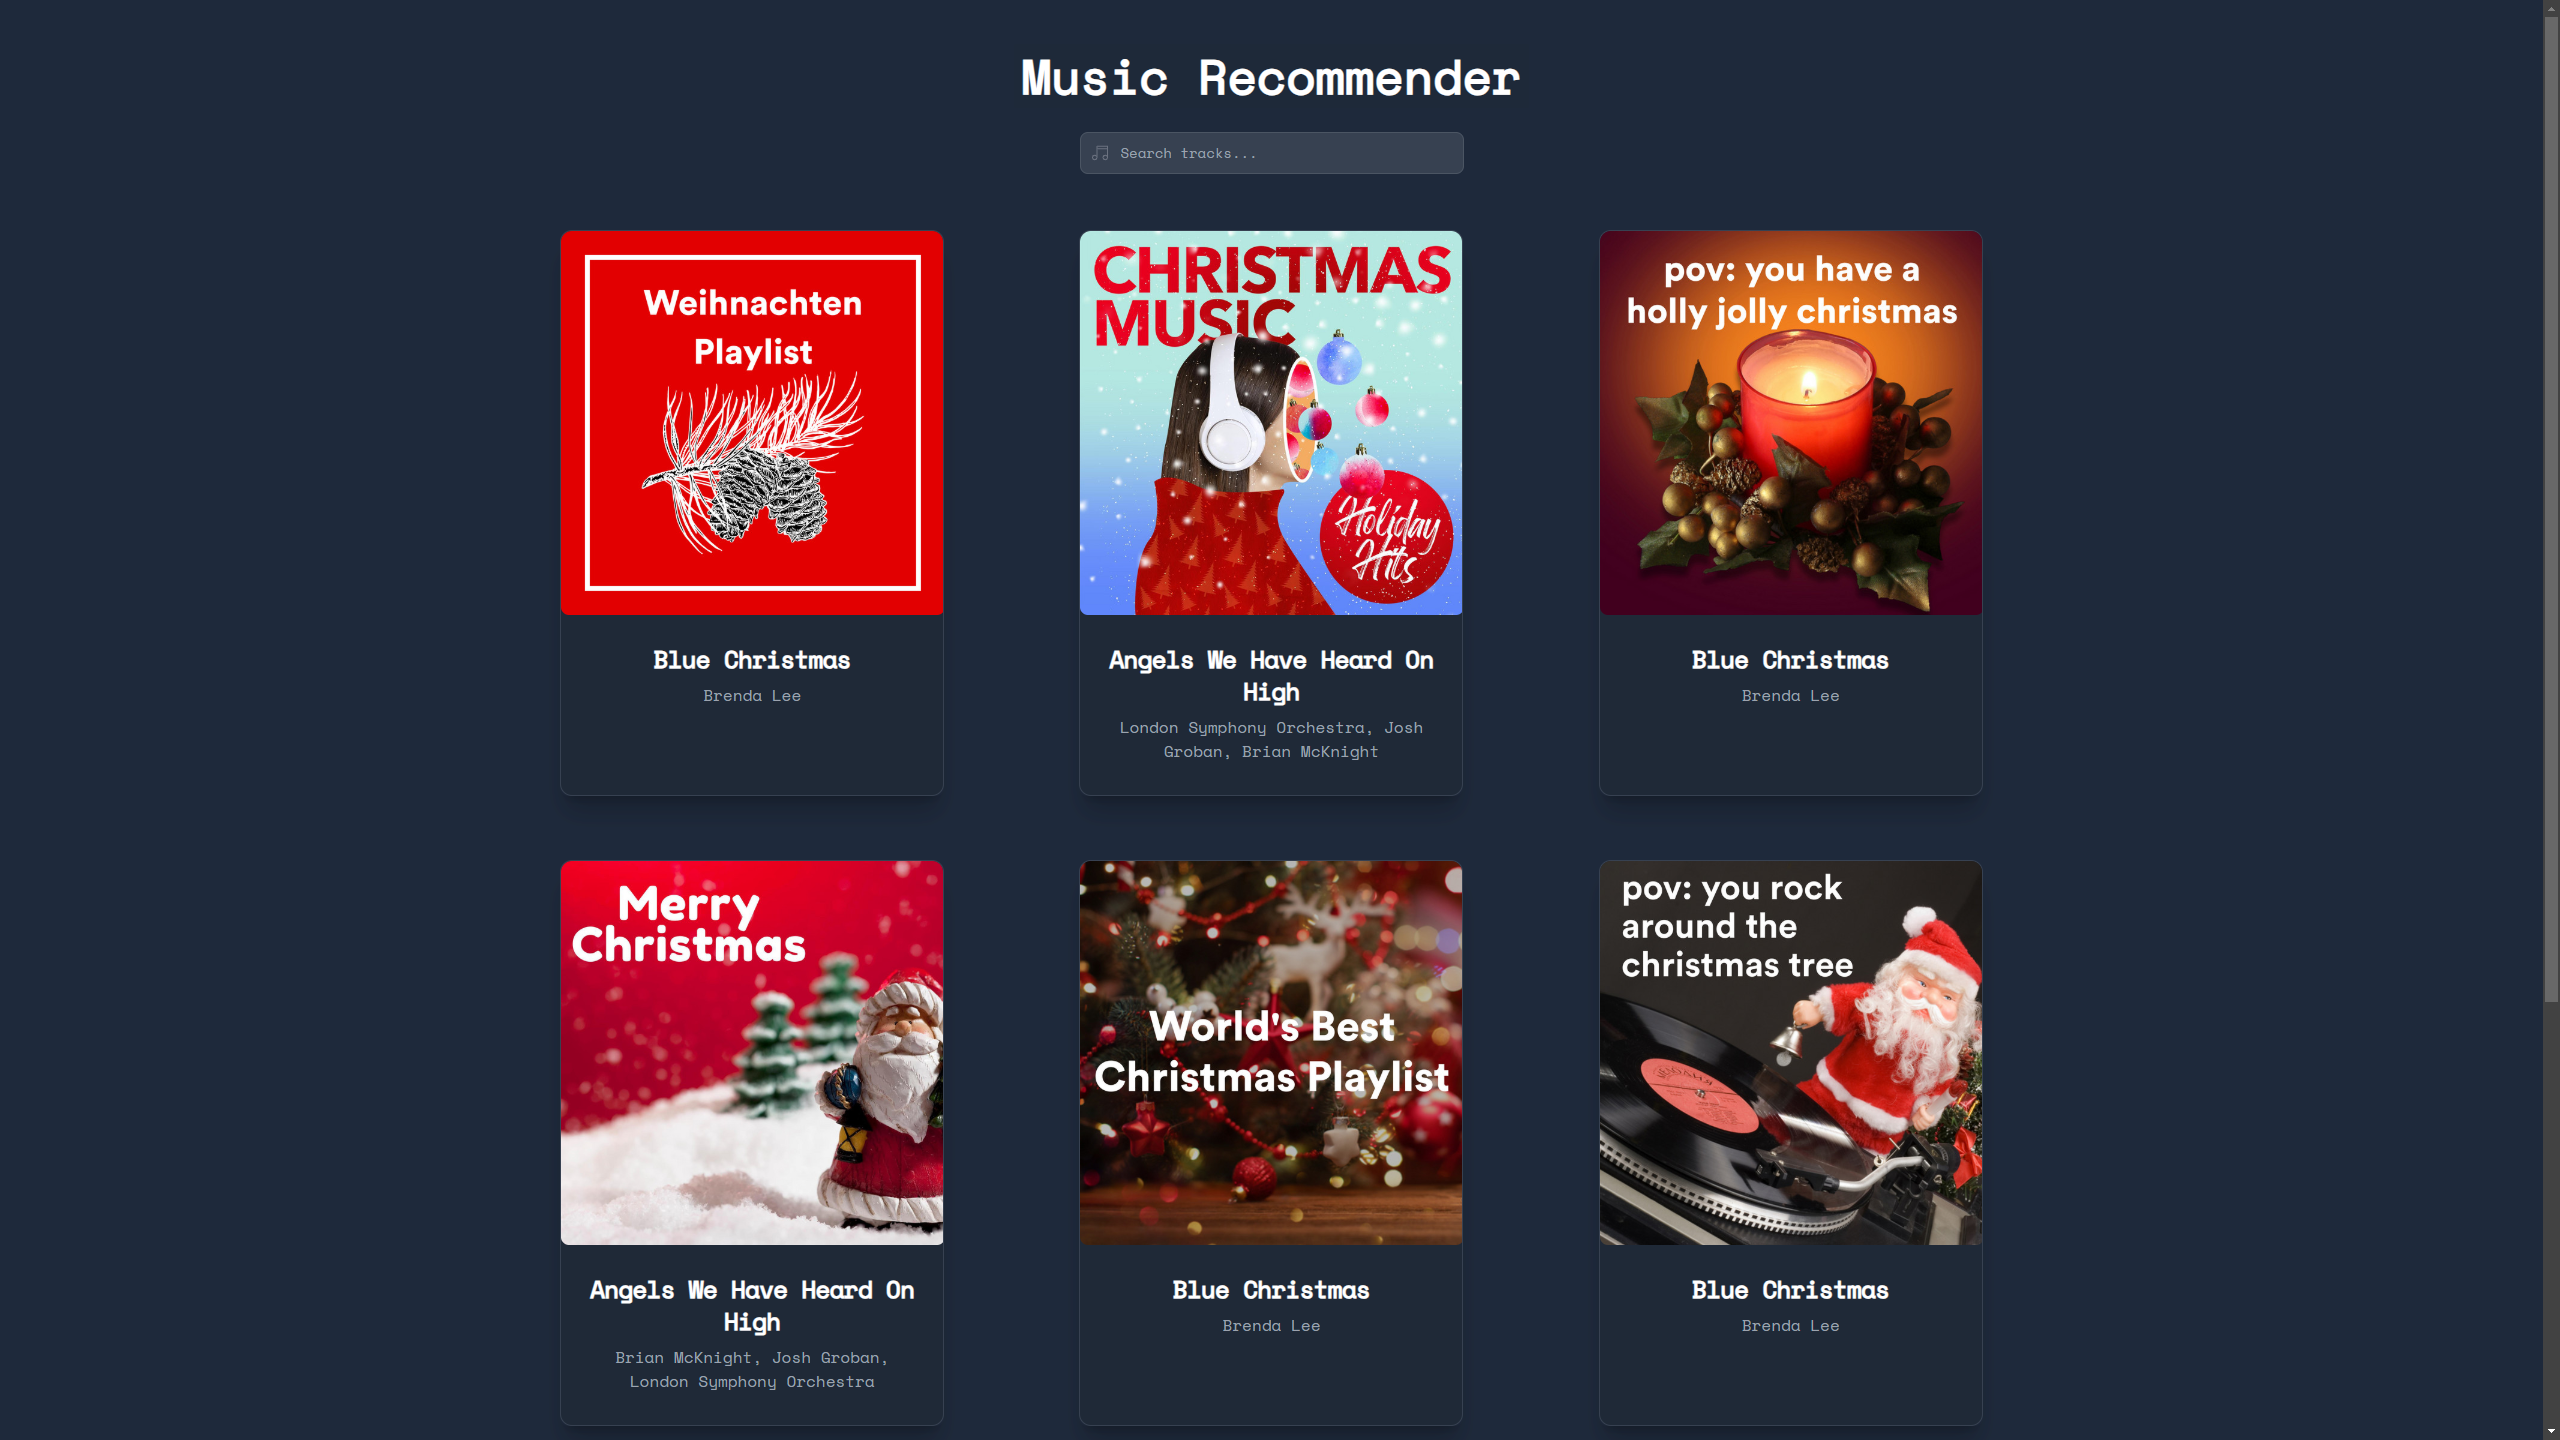 Music Recommender
Search tracks...
Weihnachten
Playlist
CHRISTMAS
MUSIC
Holiday
Hits
pov: you have a
holly jolly christmas
Blue Christmas
Brenda Lee
Angels We Have Heard On
High
London Symphony Orchestra, Josh
Groban, Brian McKnight
Blue Christmas
Brenda Lee
Merry
Christmas
World's Best
Christmas Playlist
pov: you rock
around the
christmas tree
Angels We Have Heard On
High
Brian McKnight, Josh Groban,
London Symphony Orchestra
Blue Christmas
Brenda Lee
Blue Christmas
Brenda Lee